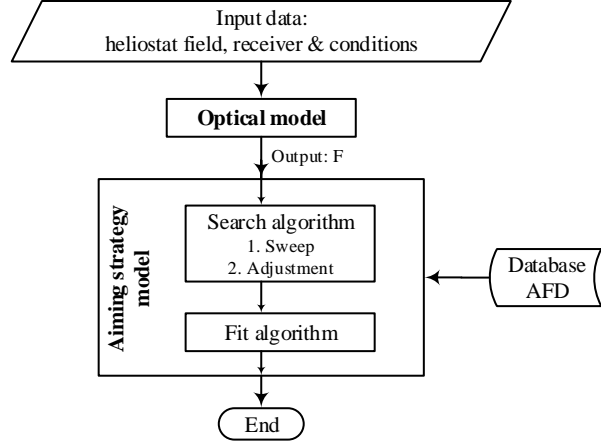 Input data:
heliostat field, receiver & conditions
Optical model
Output: F
Aiming strategy
model
Search algorithm
1. Sweep
2. Adjustment
Fit algorithm
Database
AFD
End